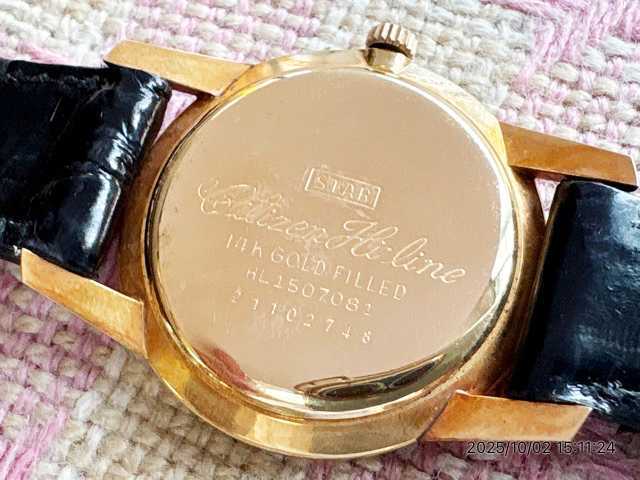 STAR
Citizen Hi-line
14K GOLD FILLED
HL1507081
21102748
2025/10/02 15:11:24